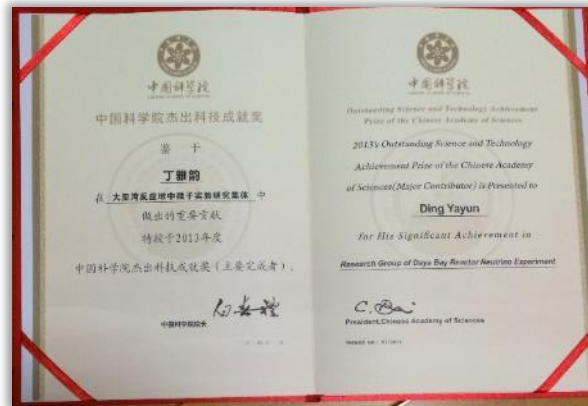 中国科学院
中国科学院杰出科技成就奖
鉴 于
丁雅韵
在 大亚湾反应堆中微子实验研究集体 中
做出的重要贡献
特授于2013年度
中国科学院杰出科技成就奖(主要完成者)。
中国科学院院长
中国科学院
Outstanding Science and Technology Achievement
Prize of the Chinese Academy of Sciences
2013's Outstanding Science and Technology
Achievement Prize of the Chinese Academy
of Sciences(Major Contributor) is Presented to
Ding Yayun
For His Significant Achievement in
Research Group of Daya Bay Reactor Neutrino Experiment
President,Chinese Academy of Sciences